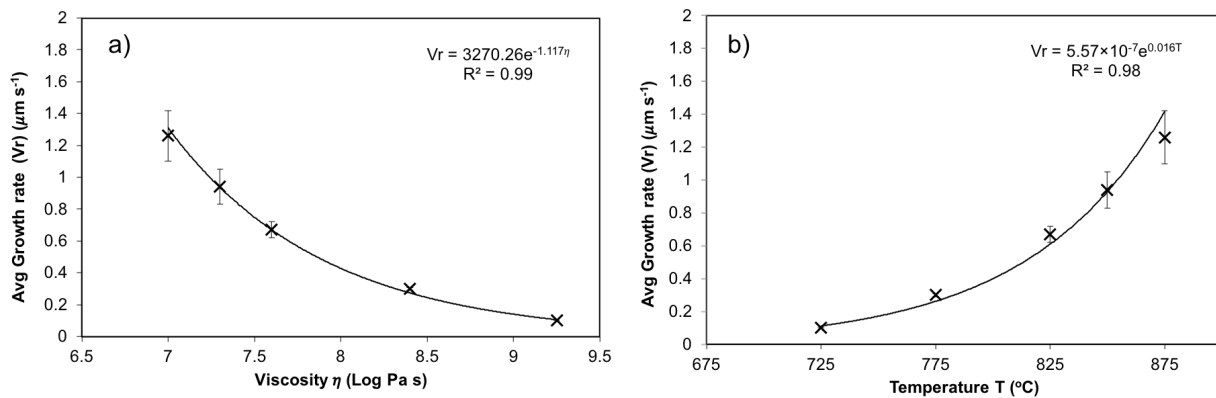 a)
Vr = 3270.26e^-1.117η
R² = 0.99
Avg Growth rate (Vr) (μm s⁻¹)
2
1.8
1.6
1.4
1.2
1
0.8
0.6
0.4
0.2
0
6.5 7 7.5 8 8.5 9 9.5
Viscosity η (Log Pa s)
b)
Vr = 5.57×10⁻⁷e^0.016T
R² = 0.98
Avg Growth rate (Vr) (μm s⁻¹)
2
1.8
1.6
1.4
1.2
1
0.8
0.6
0.4
0.2
0
675 725 775 825 875
Temperature T (ºC)